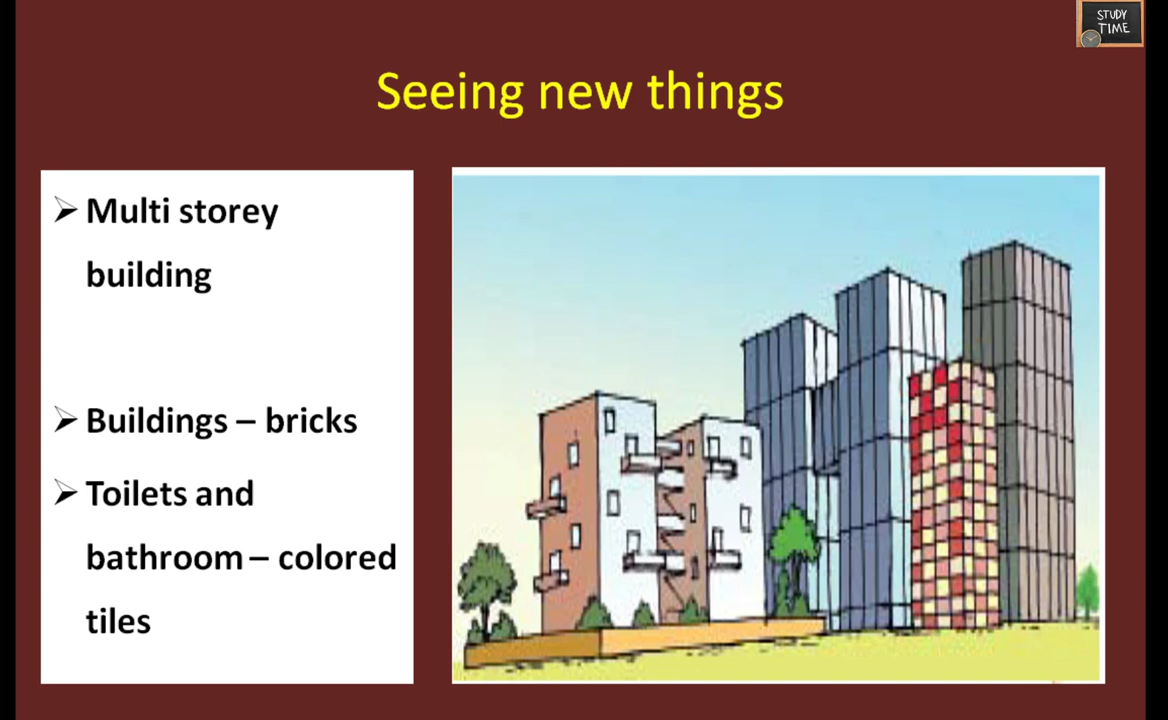 STUDY
TIME
Seeing new things
➢ Multi storey
building
➢ Buildings – bricks
➢ Toilets and
bathroom – colored
tiles